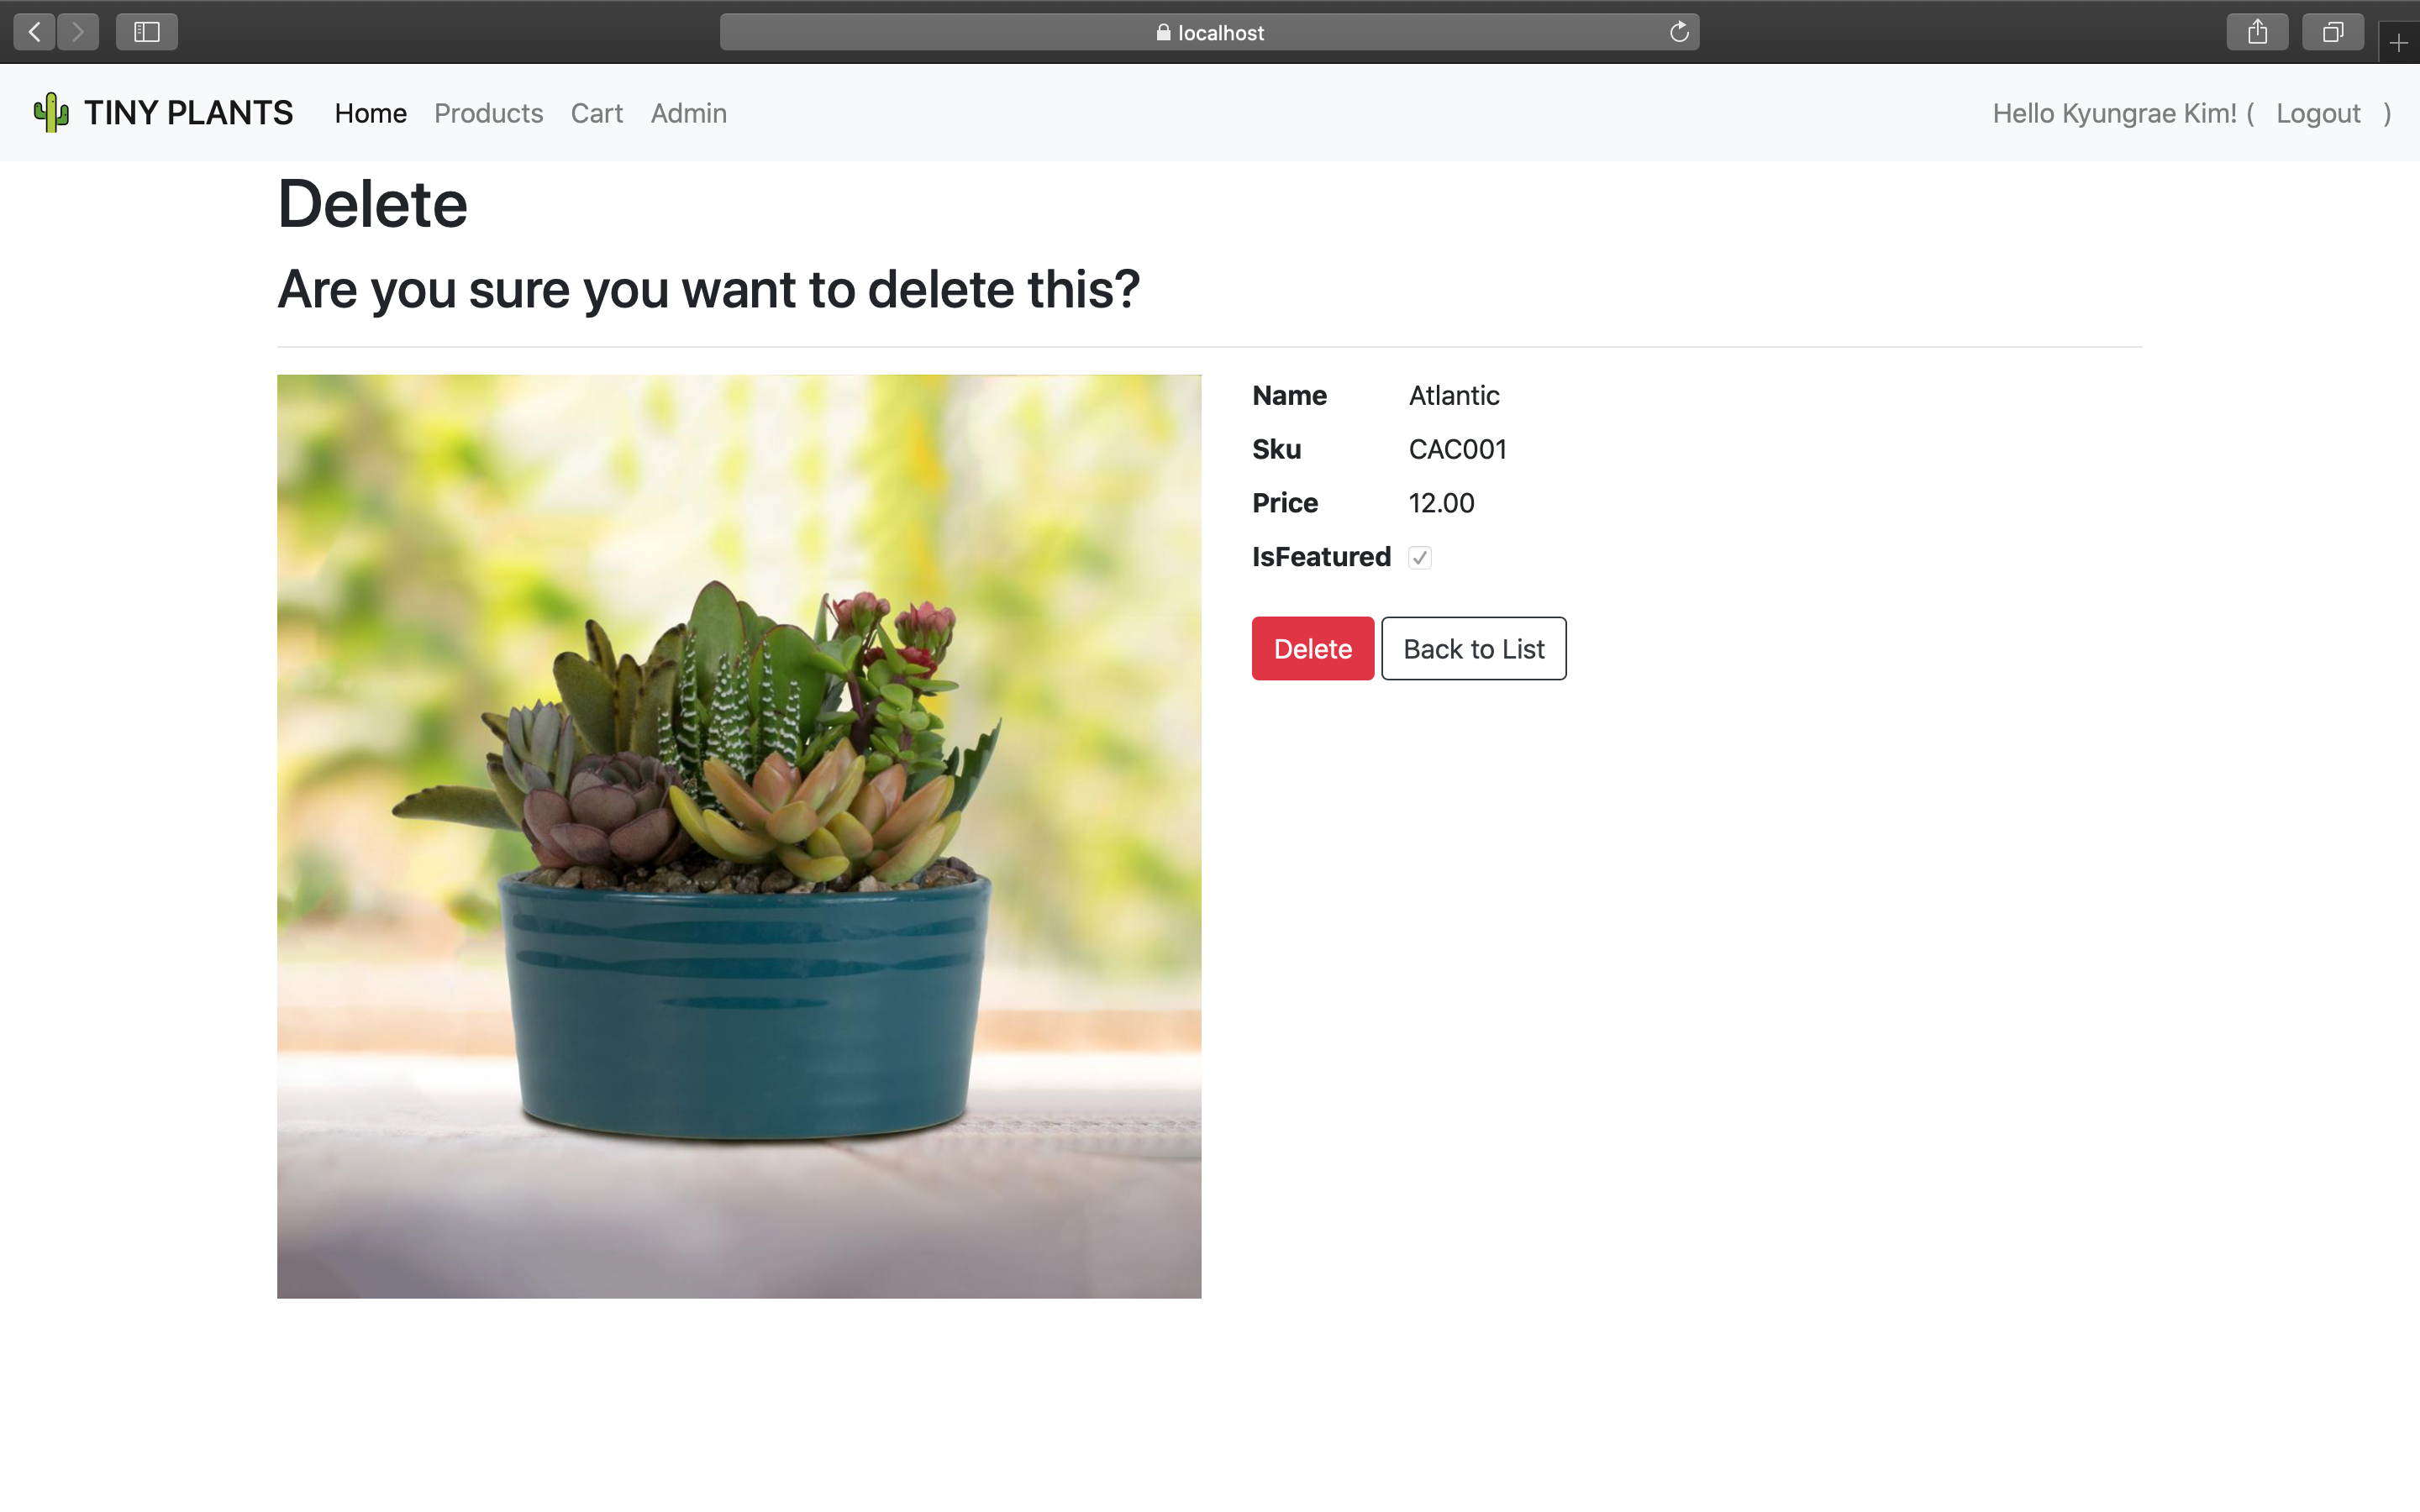 localhost
TINY PLANTS Home Products Cart Admin Hello Kyungrae Kim! ( Logout )
Delete
Are you sure you want to delete this?
Name Atlantic
Sku CAC001
Price 12.00
IsFeatured
Delete Back to List